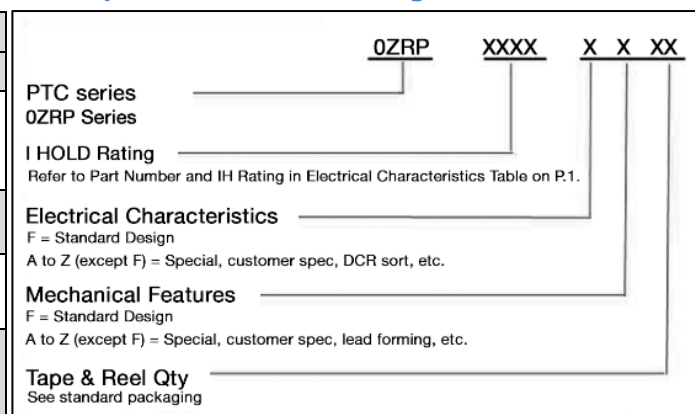 0ZRP XXXX X X XX
PTC series
0ZRP Series
I HOLD Rating
Refer to Part Number and IH Rating in Electrical Characteristics Table on P.1.
Electrical Characteristics
F = Standard Design
A to Z (except F) = Special, customer spec, DCR sort, etc.
Mechanical Features
F = Standard Design
A to Z (except F) = Special, customer spec, lead forming, etc.
Tape & Reel Qty
See standard packaging